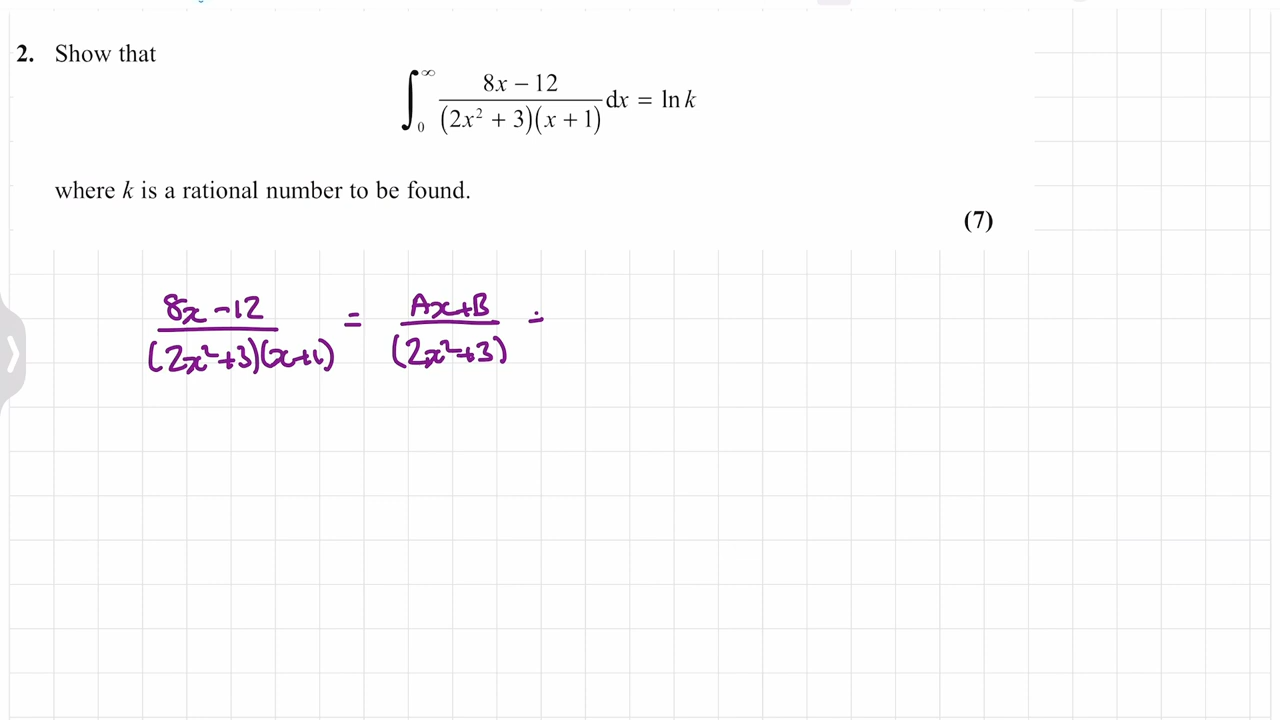 2. Show that
∫₀^∞ (8x − 12)/((2x² + 3)(x + 1)) dx = ln k
where k is a rational number to be found.
(7)
(8x − 12)/((2x² + 3)(x + 1)) = (Ax + B)/(2x² + 3)